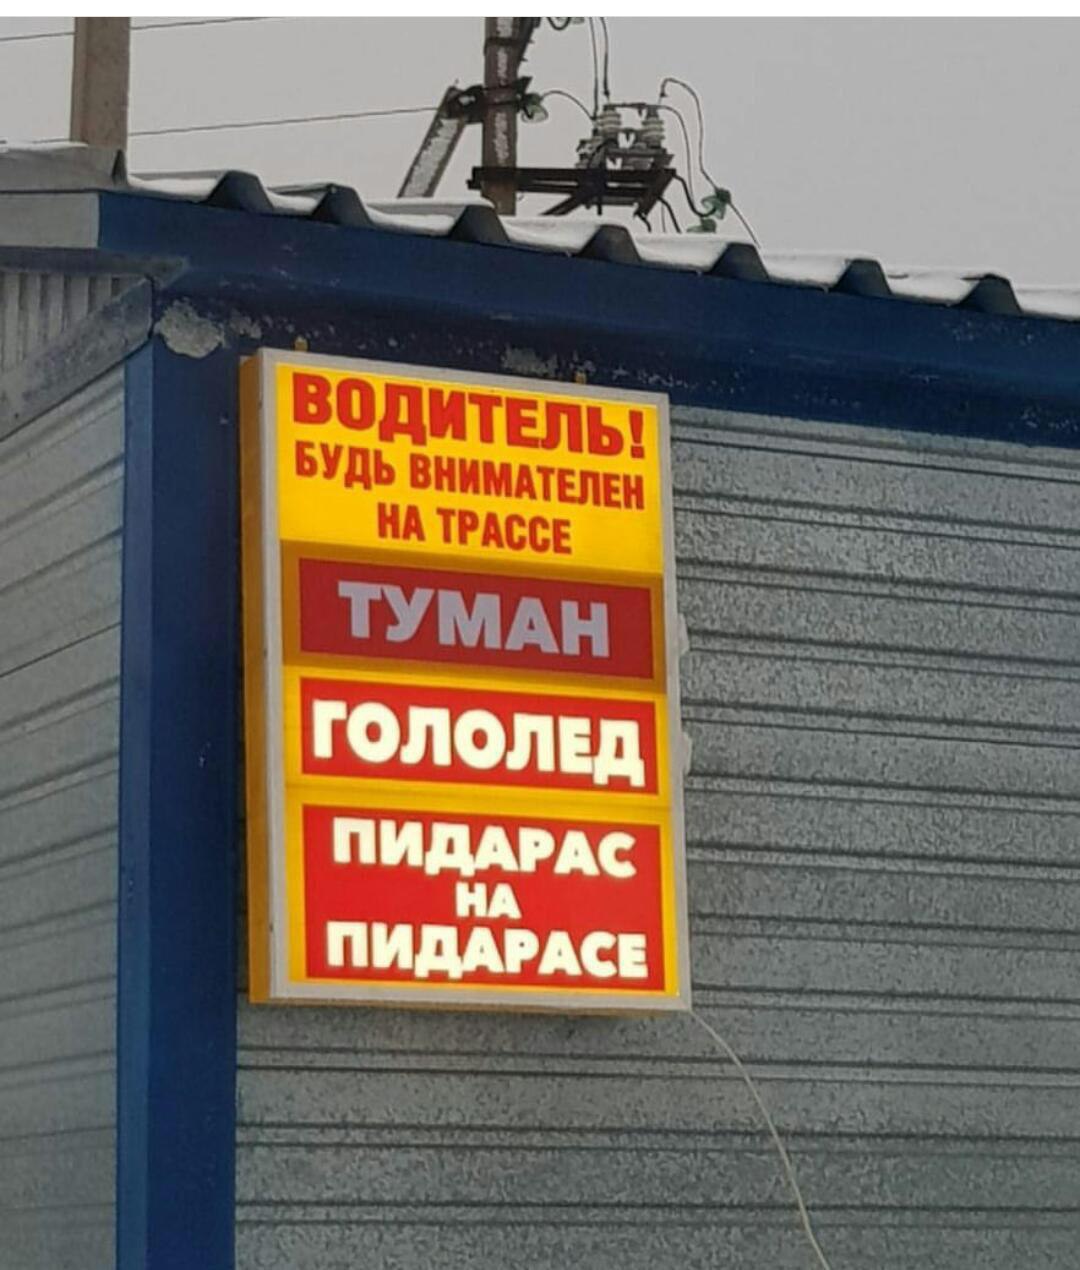 ВОДИТЕЛЬ!
БУДЬ ВНИМАТЕЛЕН
НА ТРАССЕ
ТУМАН
ГОЛОЛЕД
ПИДАРАС
НА
ПИДАРАСЕ